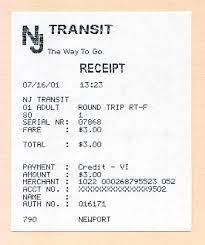 NJ TRANSIT
The Way To Go.
RECEIPT
07/16/01 13:23
NJ TRANSIT
01 ADULT ROUND TRIP RT-F
80 1
SERIAL NR: 07868
FARE : $3.00
TOTAL : $3.00
PAYMENT : Credit - VI
AMOUNT : $3.00
MERCHANT : 1022 000268795523 052
ACCT NO. : XXXXXXXXXXXX9502
NAME :
AUTH NO. : 016171
790 NEWPORT